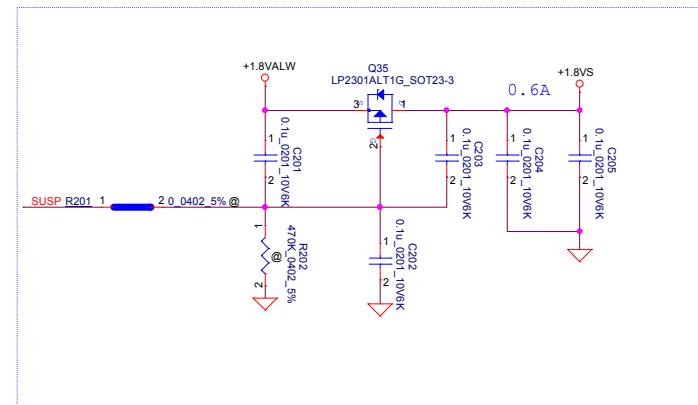 Q35
LP2301ALT1G_SOT23-3
+1.8VALW
+1.8VS
0.6A
3
1
2
1
2
C201
0.1u_0201_10V6K
1
2
C203
0.1u_0201_10V6K
1
2
C204
0.1u_0201_10V6K
1
2
C205
0.1u_0201_10V6K
SUSP R201 1 2 0_0402_5% @
1
2
R202
470K_0402_5%
@
1
2
C202
0.1u_0201_10V6K